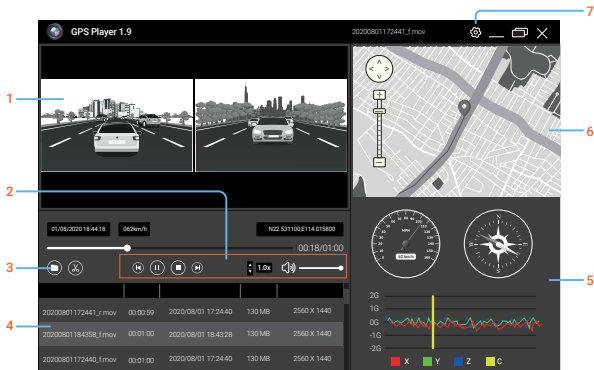 7
GPS Player 1.9
20200801172441_f.mov
1
6
2
01/08/2020 18:44:18
062km/h
N22.531100,E114.015800
MPH
62 km/h
00:18/01:00
3
1.0x
5
2G
1G
0G
-1G
-2G
X Y Z C
4
20200801172441_r.mov 00:00:59 2020/08/01 17:24:40 130 MB 2560 X 1440
20200801184358_f.mov 00:01:00 2020/08/01 18:43:28 130 MB 2560 X 1440
20200801172440_f.mov 00:01:00 2020/08/01 17:24:40 130 MB 2560 X 1440